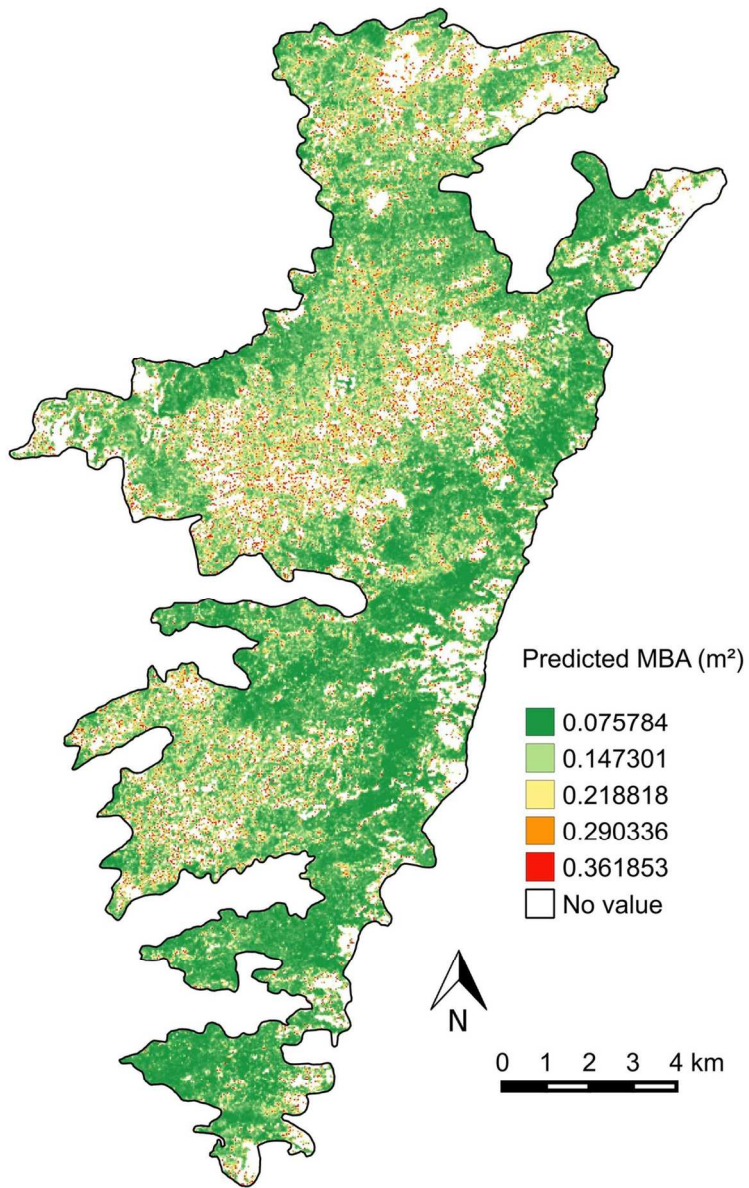 Predicted MBA (m²)
0.075784
0.147301
0.218818
0.290336
0.361853
No value
N
0 1 2 3 4 km